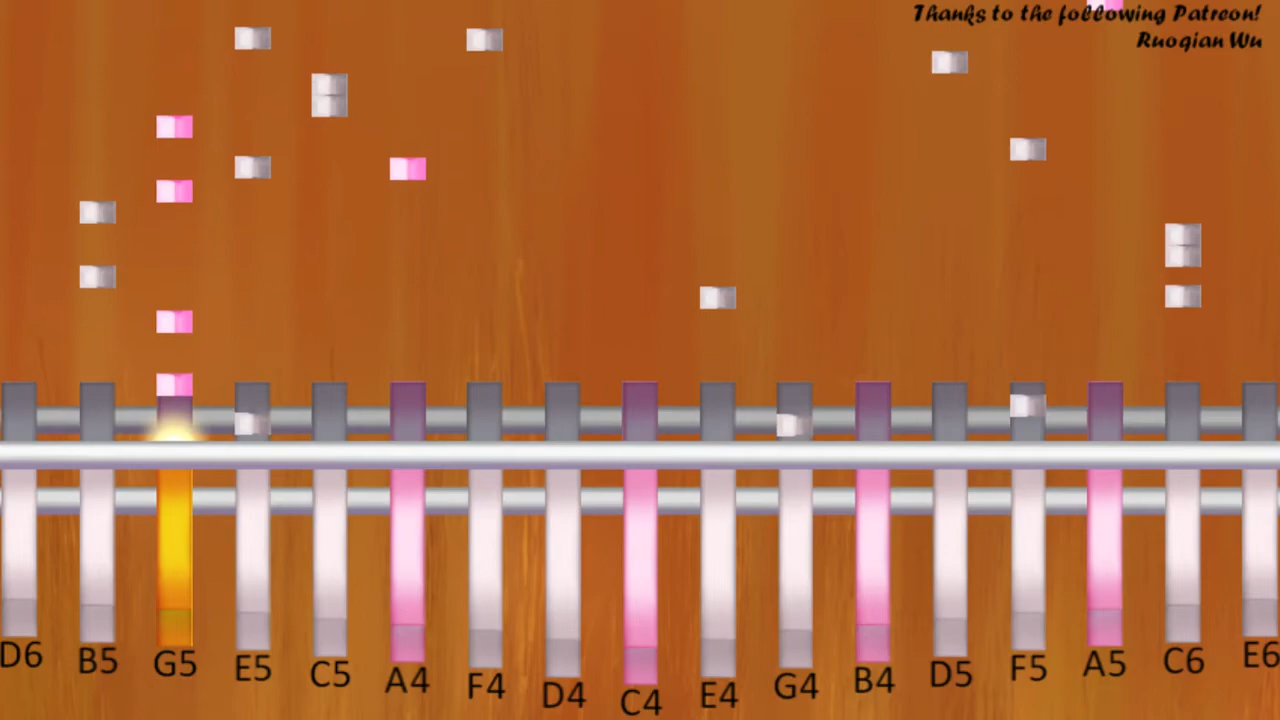 Thanks to the following Patreon!
Ruoqian Wu
D6 B5 G5 E5 C5 A4 F4 D4 C4 E4 G4 B4 D5 F5 A5 C6 E6